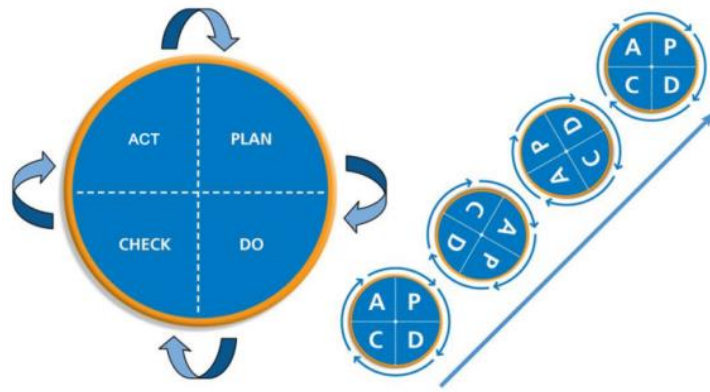 ACT PLAN
CHECK DO
A P
C D
C A
D P
P D
A C
A P
C D